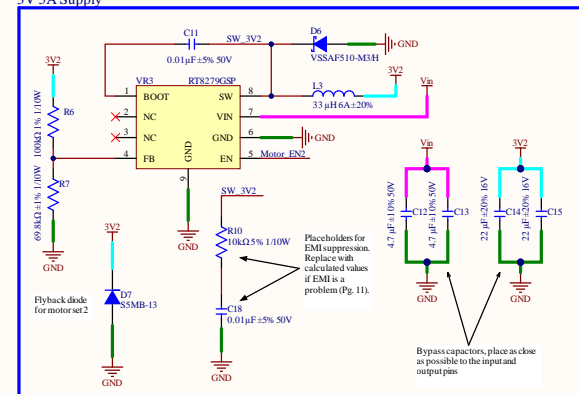 3V 5A Supply
C11
0.01µF±5% 50V
SW_3V2
D6
VSSAF510-M3/H
GND
3V2
R6
100Ω 1% 1/10W
R7
69.8kΩ ±1% 1/10W
GND
VR3
RT8279GSP
1
BOOT
2
NC
3
NC
4
FB
GND
9
SW
8
VIN
7
GND
6
EN
5
Motor_EN2
GND
GND
L3
33 µH 6A±20%
3V2
Vin
SW_3V2
R10
10kΩ 5% 1/10W
C18
0.01µF±5% 50V
GND
Placeholders for
EMI suppression.
Replace with
calculated values
if EMI is a
problem (Pg. 11).
3V2
Flyback diode
for motor set 2
D7
S5MB-13
GND
Vin
4.7 µF±10% 50V
C12
4.7 µF±10% 50V
C13
GND
3V2
22 µF±20% 16V
C14
22 µF±20% 16V
C15
GND
Bypass capactors, place as close
as possible to the input and
output pins